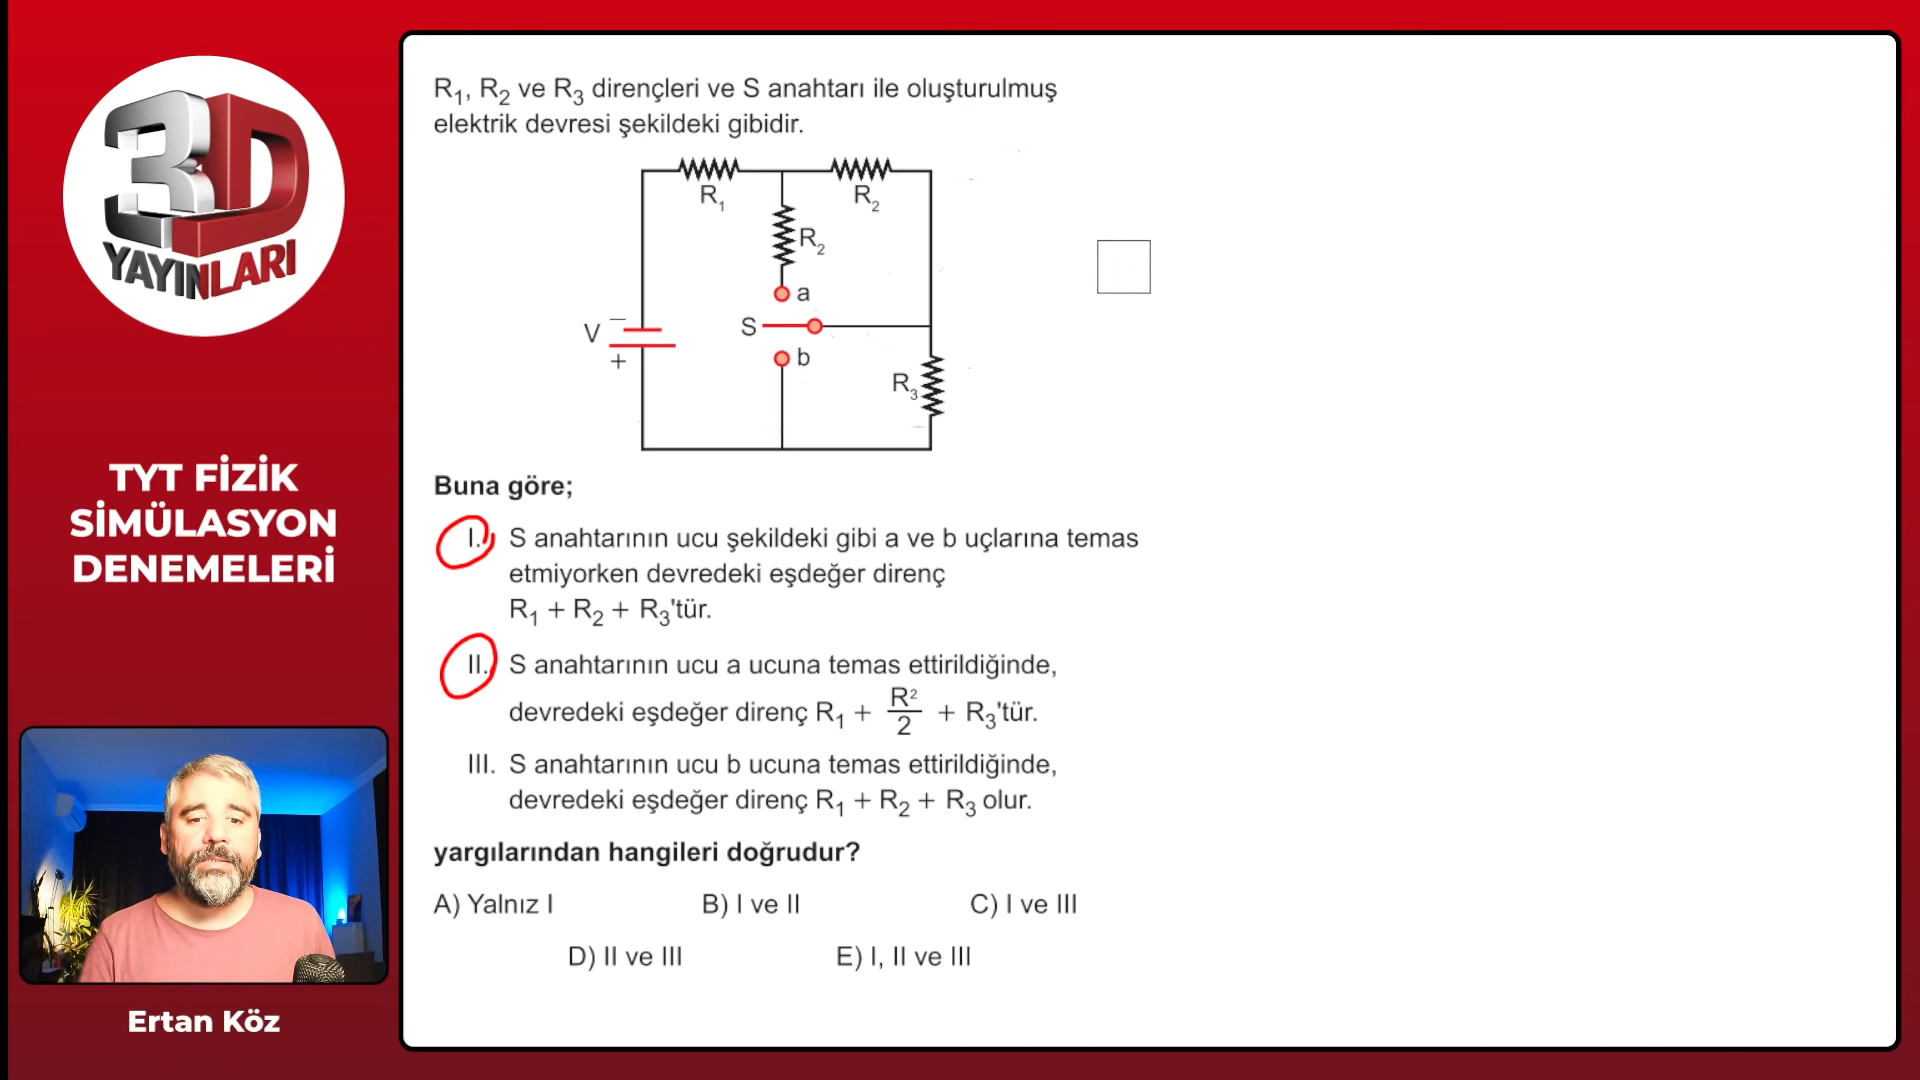 3D
YAYINLARI
TYT FİZİK
SİMÜLASYON
DENEMELERİ
Ertan Köz
R₁, R₂ ve R₃ dirençleri ve S anahtarı ile oluşturulmuş
elektrik devresi şekildeki gibidir.
R₁
R₂
R₂
a
S
V
−
+
b
R₃
Buna göre;
I. S anahtarının ucu şekildeki gibi a ve b uçlarına temas
etmiyorken devredeki eşdeğer direnç
R₁ + R₂ + R₃'tür.
II. S anahtarının ucu a ucuna temas ettirildiğinde,
devredeki eşdeğer direnç R₁ + R²/2 + R₃'tür.
III. S anahtarının ucu b ucuna temas ettirildiğinde,
devredeki eşdeğer direnç R₁ + R₂ + R₃ olur.
yargılarından hangileri doğrudur?
A) Yalnız I B) I ve II C) I ve III
D) II ve III E) I, II ve III